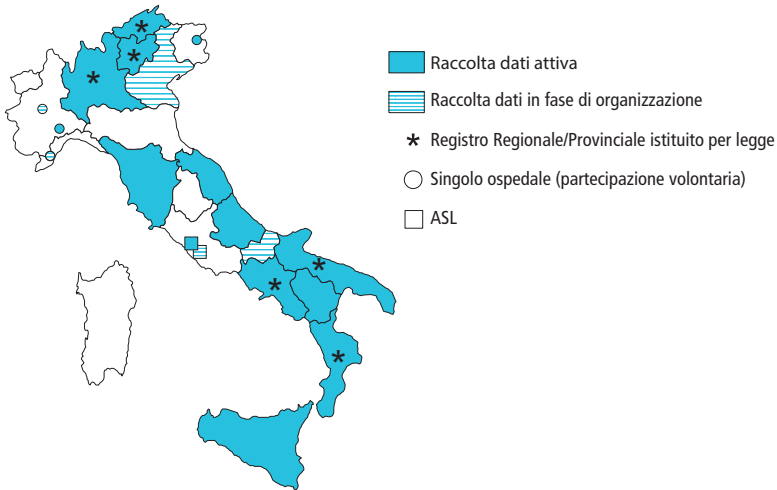 Raccolta dati attiva
Raccolta dati in fase di organizzazione
* Registro Regionale/Provinciale istituito per legge
Singolo ospedale (partecipazione volontaria)
ASL